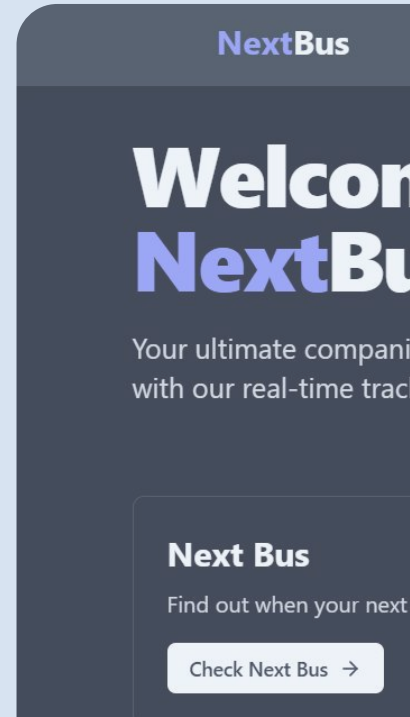 NextBus
Welcom
NextBu
Your ultimate compani
with our real-time track
Next Bus
Find out when your next
Check Next Bus →